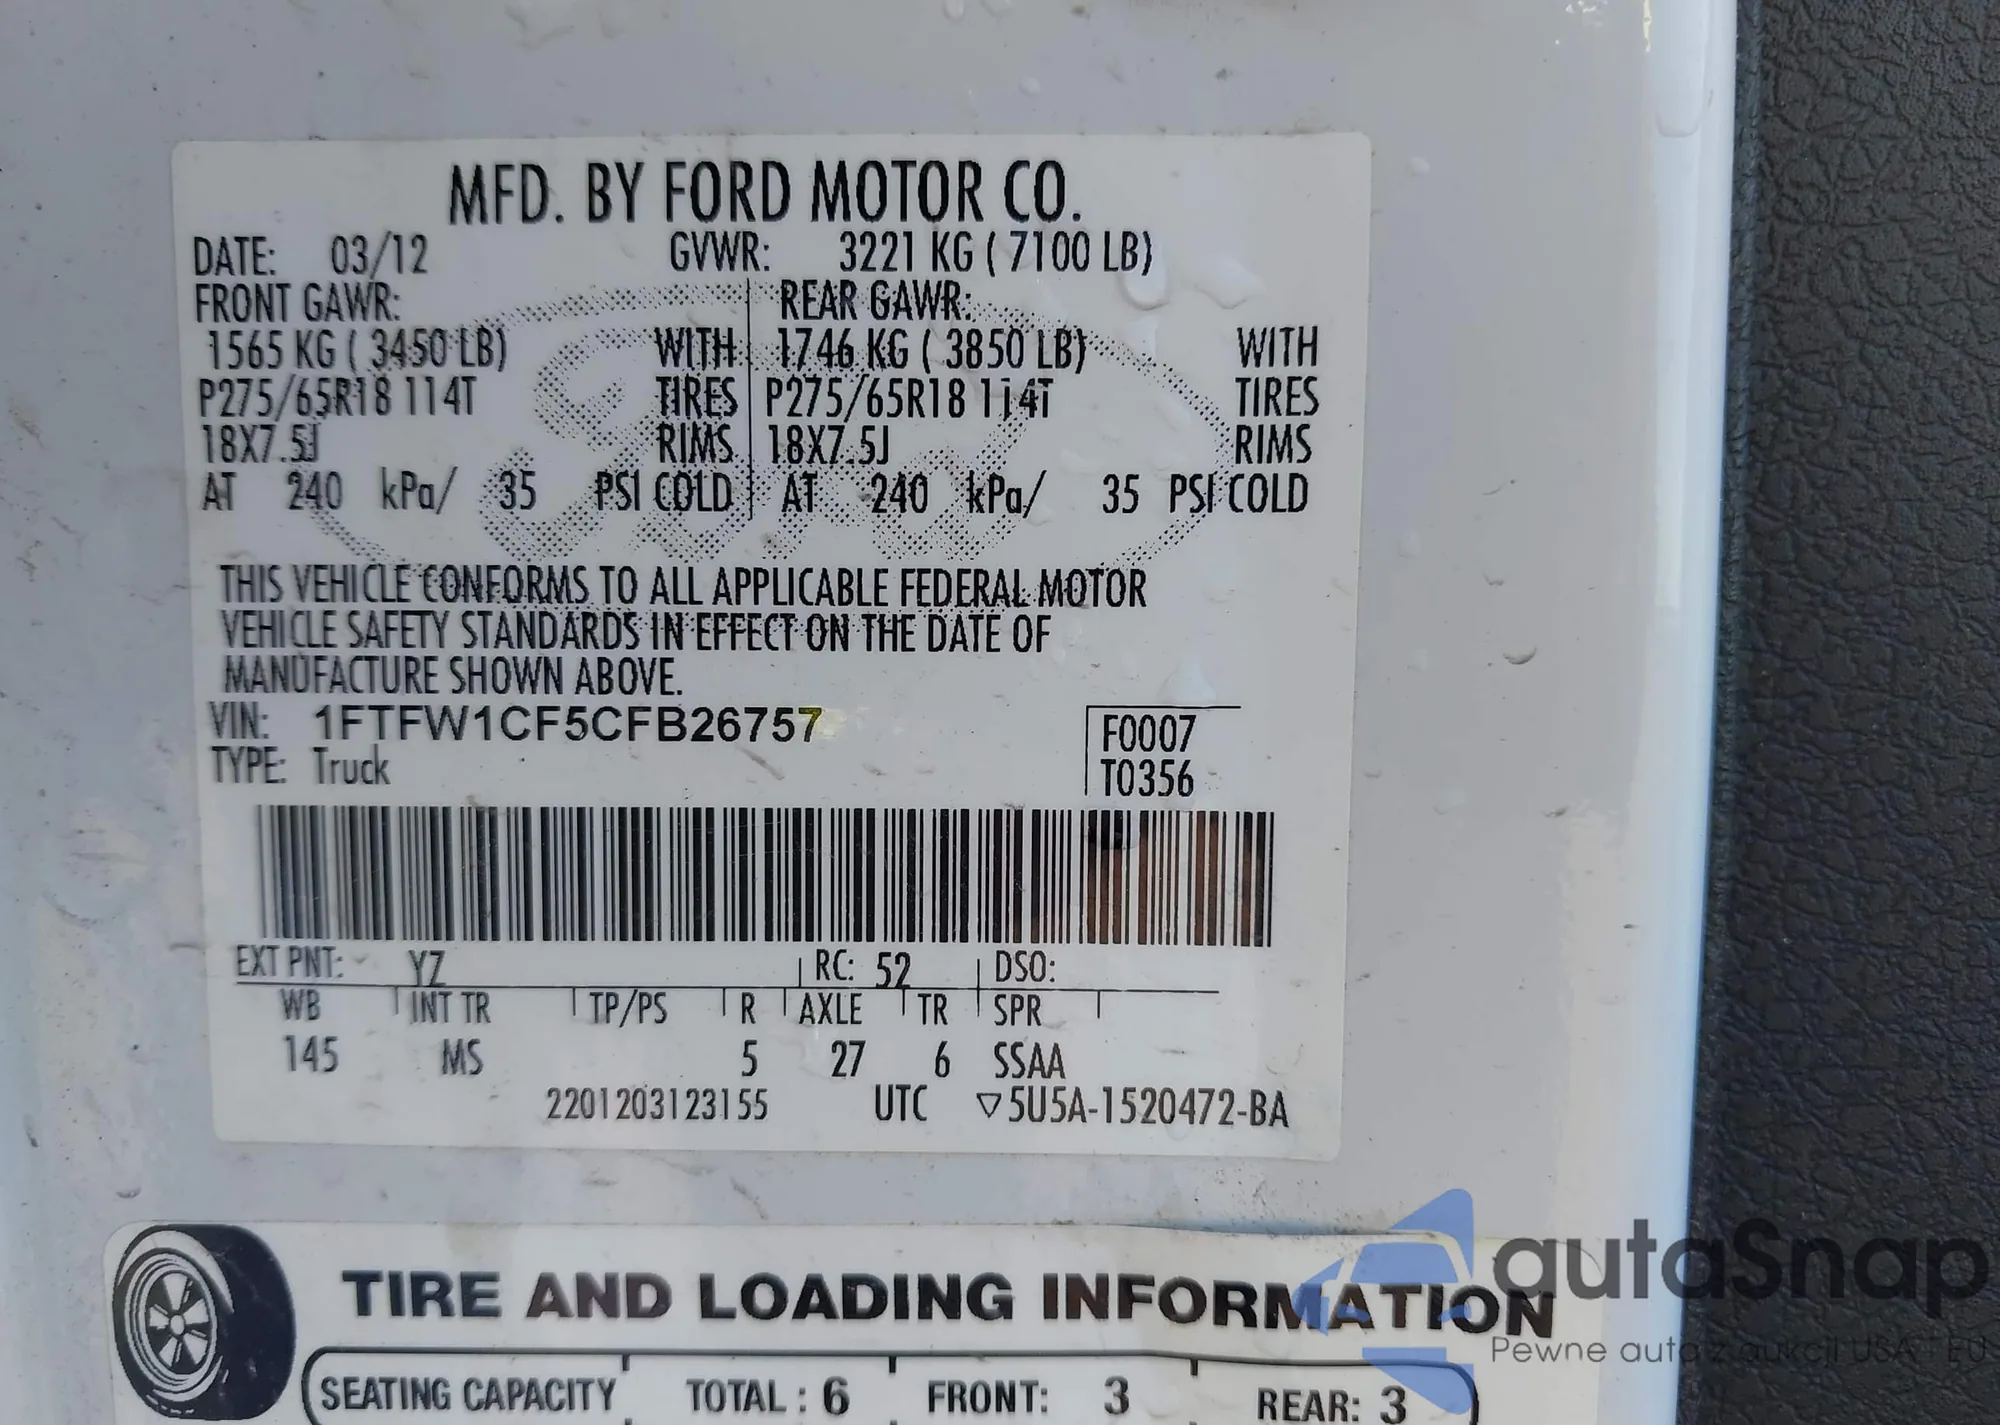 MFD. BY FORD MOTOR CO.
DATE: 03/12 GVWR: 3221 KG ( 7100 LB)
FRONT GAWR: REAR GAWR:
1565 KG ( 3450 LB) WITH 1746 KG ( 3850 LB) WITH
P275/65R18 114T TIRES P275/65R18 114T TIRES
18X7.5J RIMS 18X7.5J RIMS
AT 240 kPa/ 35 PSI COLD AT 240 kPa/ 35 PSI COLD
THIS VEHICLE CONFORMS TO ALL APPLICABLE FEDERAL MOTOR
VEHICLE SAFETY STANDARDS IN EFFECT ON THE DATE OF
MANUFACTURE SHOWN ABOVE.
VIN: 1FTFW1CF5CFB26757 F0007
TYPE: Truck T0356
EXT PNT: YZ RC: 52 DSO:
WB INT TR TP/PS R AXLE TR SPR
145 MS 5 27 6 SSAA
2201203123155 UTC ▽5U5A-1520472-BA
TIRE AND LOADING INFORMATION
SEATING CAPACITY TOTAL : 6 FRONT: 3 REAR: 3
autaSnap
Pewne auta z aukcji USA i EU